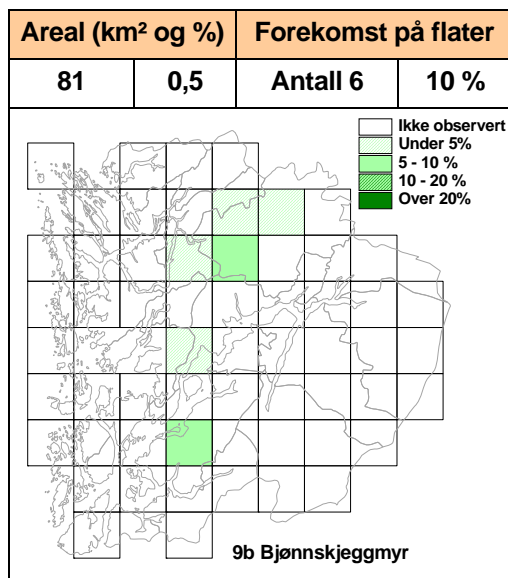 Areal (km² og %) Forekomst på flater
81 0,5 Antall 6 10 %
Ikke observert
Under 5%
5 - 10 %
10 - 20 %
Over 20%
9b Bjønnskjeggmyr